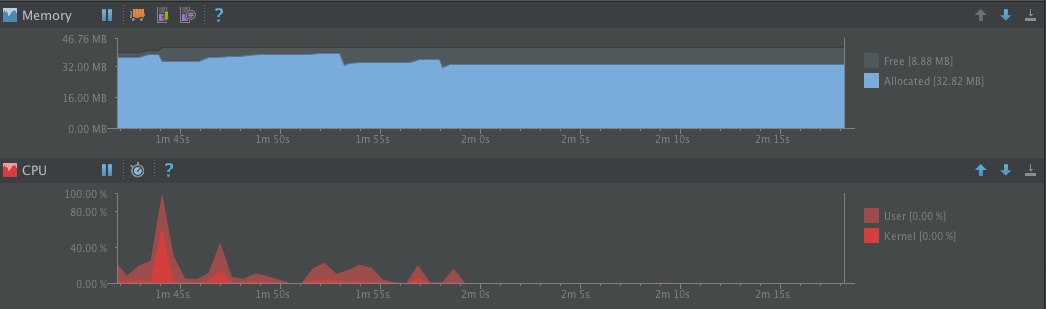 Memory ?
46.76 MB
32.00 MB
16.00 MB
0.00 MB
Free [8.88 MB]
Allocated [32.82 MB]
1m 45s 1m 50s 1m 55s 2m 0s 2m 5s 2m 10s 2m 15s
CPU ?
100.00 %
80.00 %
40.00 %
0.00 %
User [0.00 %]
Kernel [0.00 %]
1m 45s 1m 50s 1m 55s 2m 0s 2m 5s 2m 10s 2m 15s